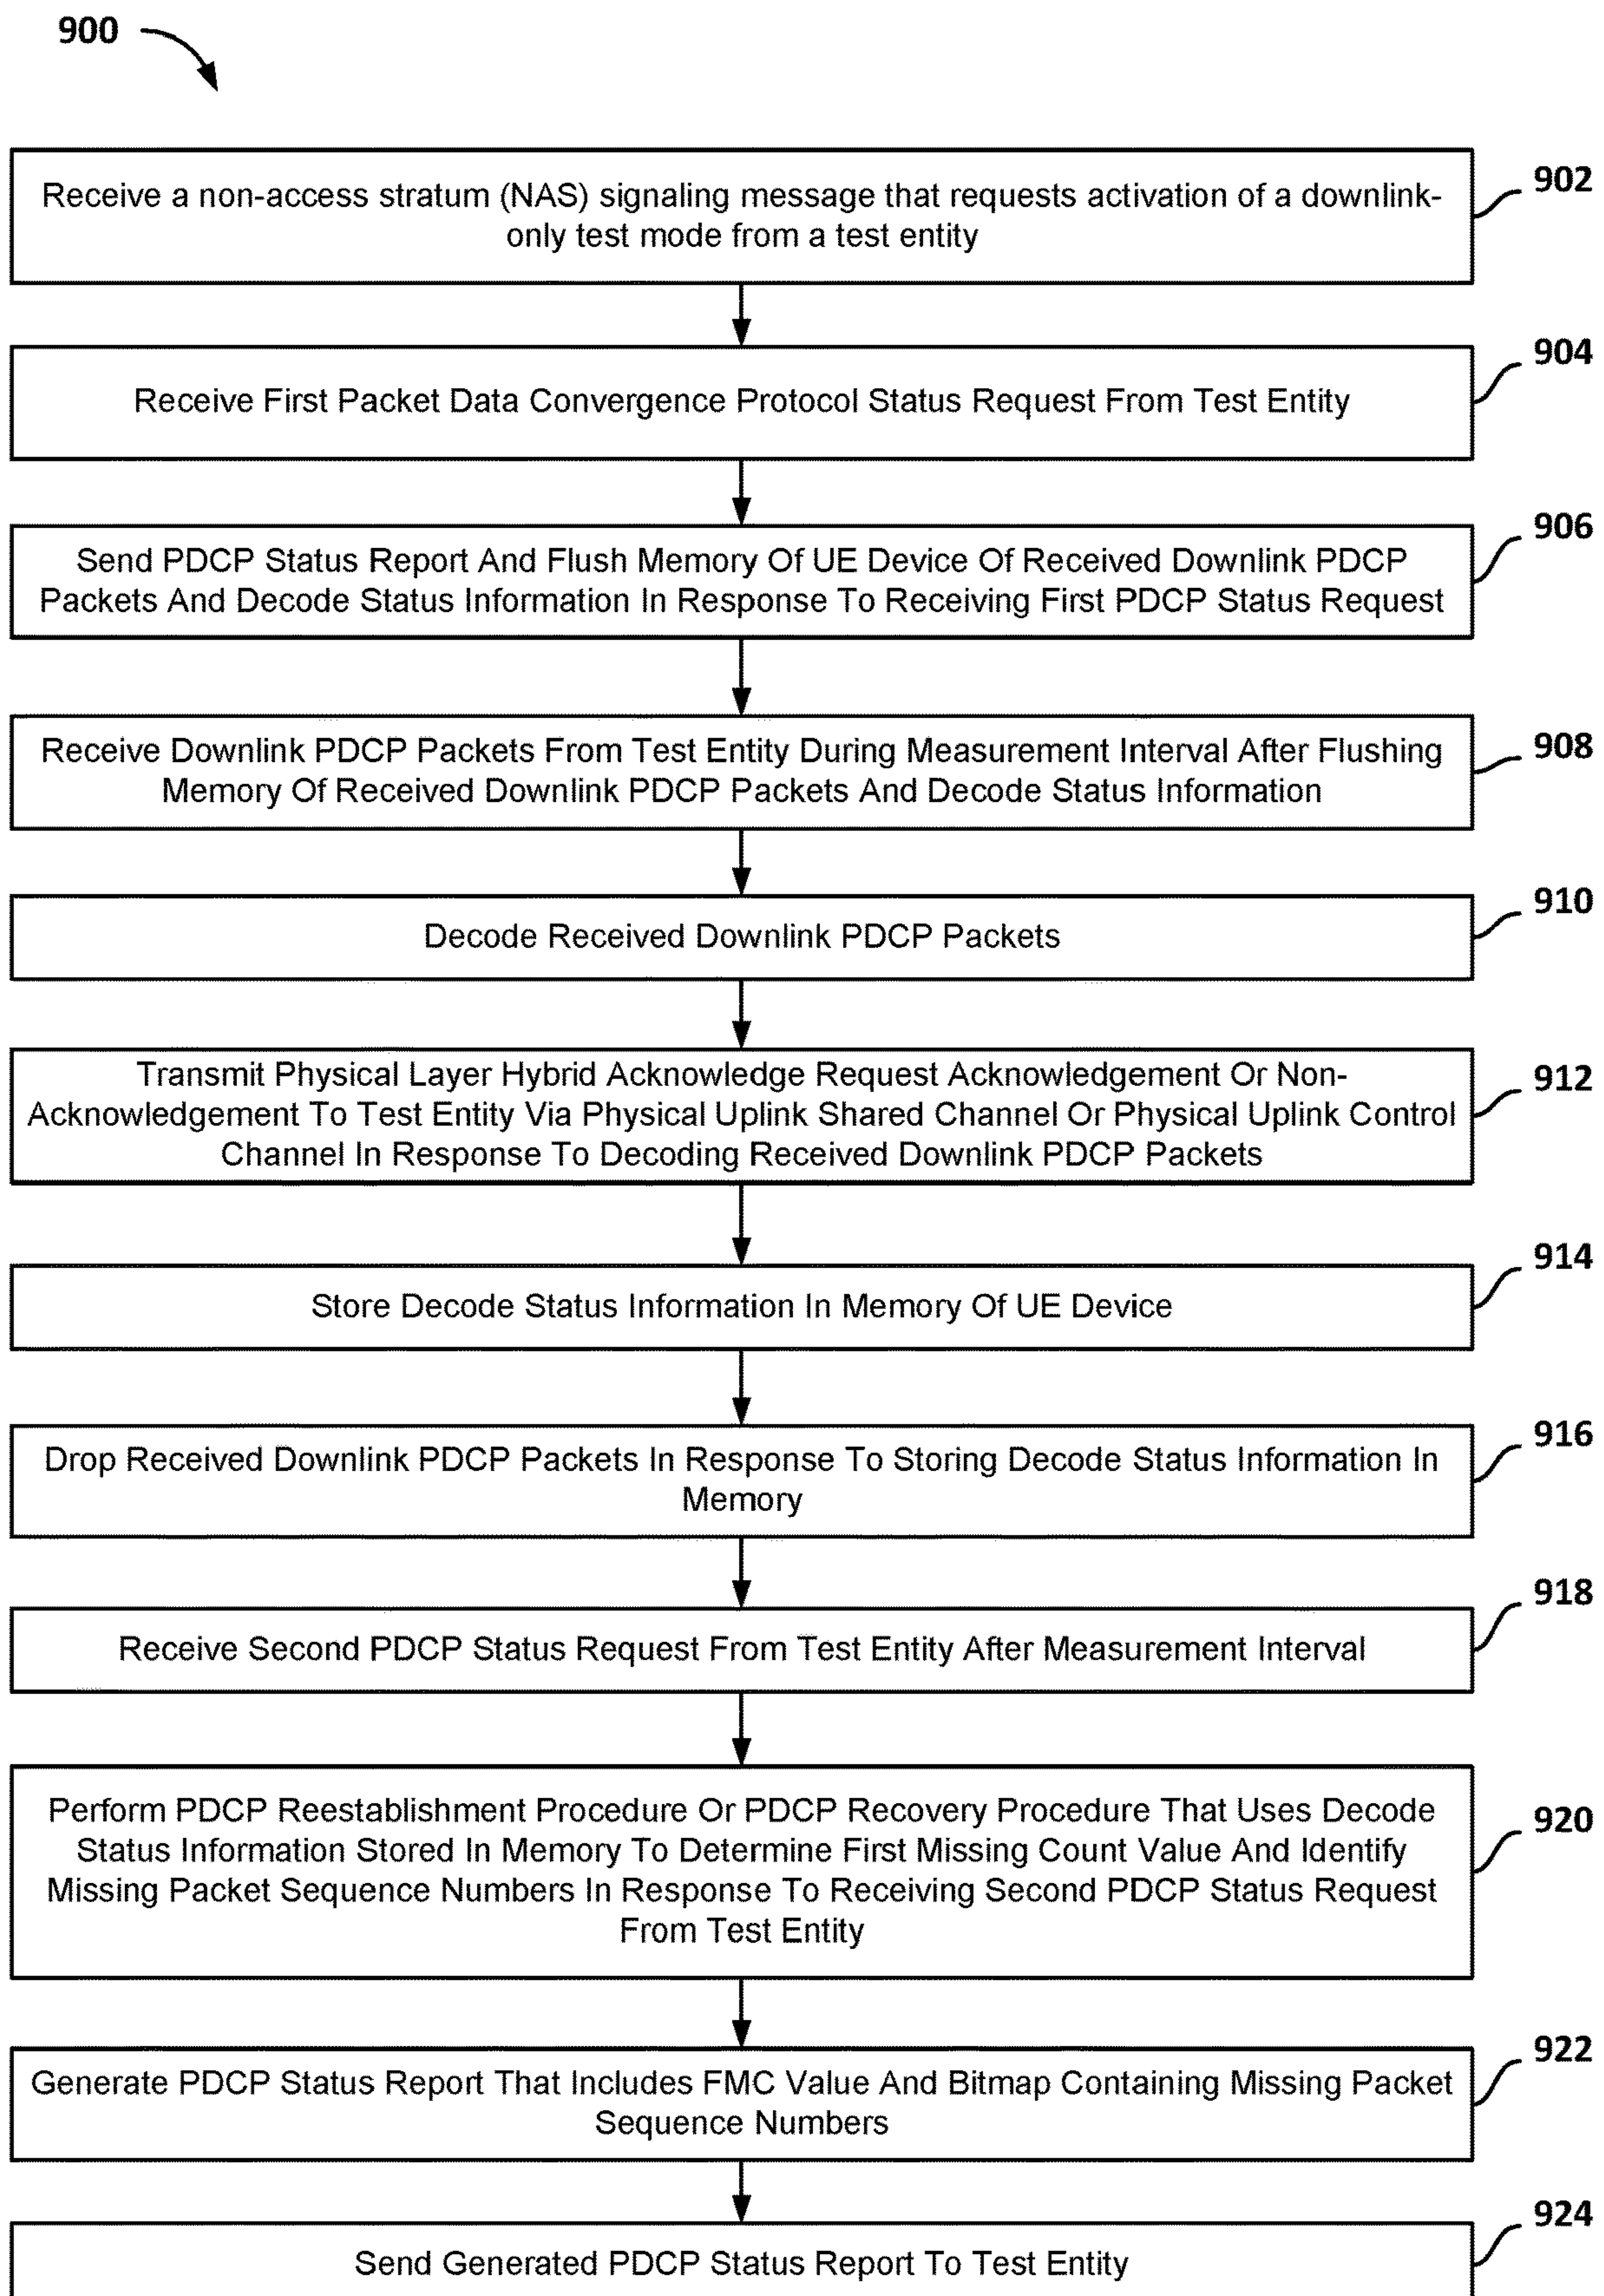 900
Receive a non-access stratum (NAS) signaling message that requests activation of a downlink-
only test mode from a test entity
902
Receive First Packet Data Convergence Protocol Status Request From Test Entity
904
Send PDCP Status Report And Flush Memory Of UE Device Of Received Downlink PDCP
Packets And Decode Status Information In Response To Receiving First PDCP Status Request
906
Receive Downlink PDCP Packets From Test Entity During Measurement Interval After Flushing
Memory Of Received Downlink PDCP Packets And Decode Status Information
908
Decode Received Downlink PDCP Packets
910
Transmit Physical Layer Hybrid Acknowledge Request Acknowledgement Or Non-
Acknowledgement To Test Entity Via Physical Uplink Shared Channel Or Physical Uplink Control
Channel In Response To Decoding Received Downlink PDCP Packets
912
Store Decode Status Information In Memory Of UE Device
914
Drop Received Downlink PDCP Packets In Response To Storing Decode Status Information In
Memory
916
Receive Second PDCP Status Request From Test Entity After Measurement Interval
918
Perform PDCP Reestablishment Procedure Or PDCP Recovery Procedure That Uses Decode
Status Information Stored In Memory To Determine First Missing Count Value And Identify
Missing Packet Sequence Numbers In Response To Receiving Second PDCP Status Request
From Test Entity
920
Generate PDCP Status Report That Includes FMC Value And Bitmap Containing Missing Packet
Sequence Numbers
922
Send Generated PDCP Status Report To Test Entity
924